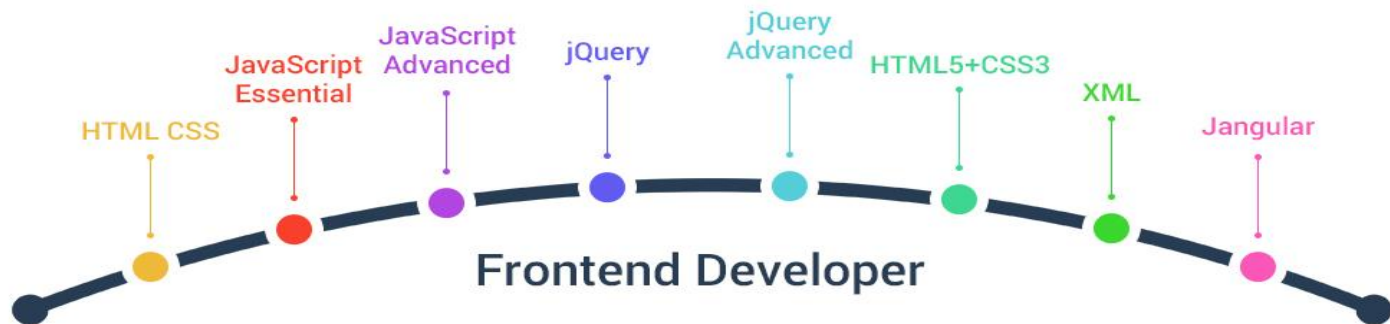 HTML CSS
JavaScript
Essential
JavaScript
Advanced
jQuery
jQuery
Advanced
HTML5+CSS3
XML
Jangular
Frontend Developer